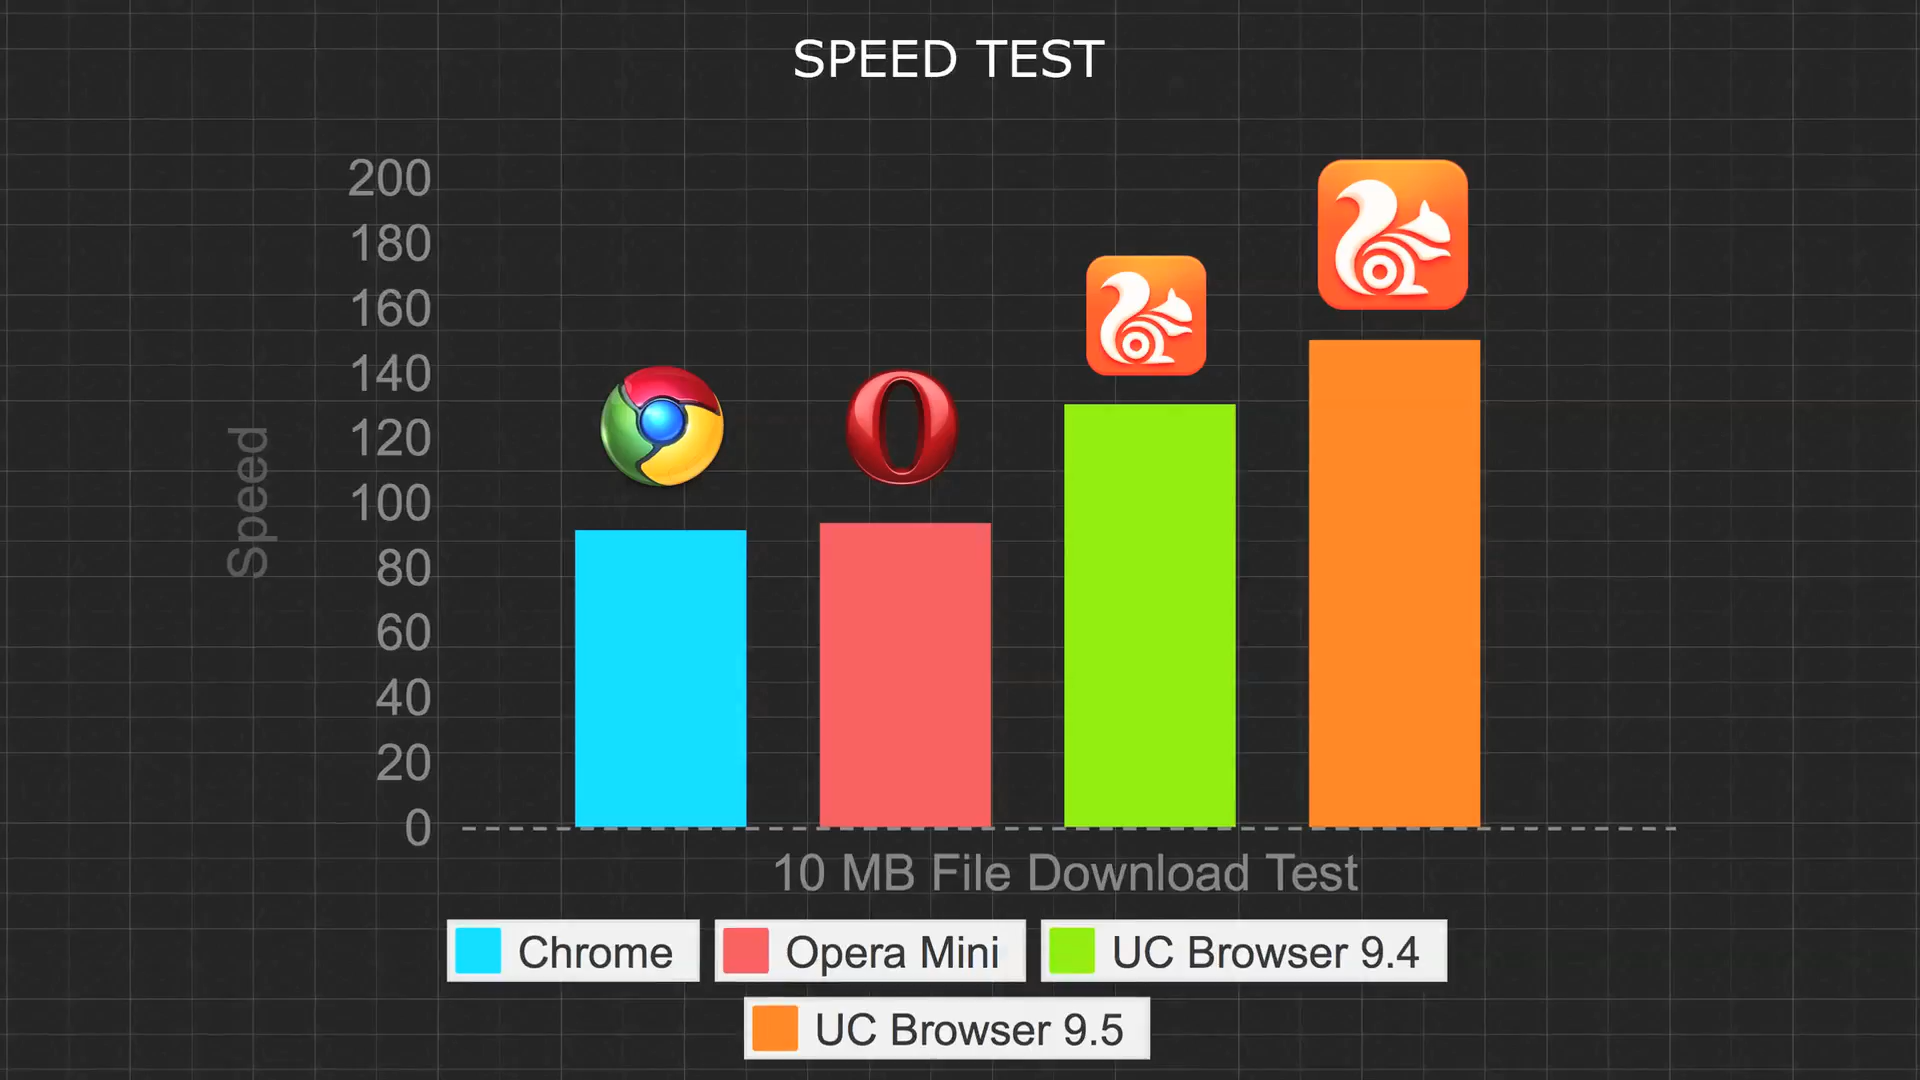 SPEED TEST
200
180
160
140
120
100
80
60
40
20
0
Speed
10 MB File Download Test
Chrome
Opera Mini
UC Browser 9.4
UC Browser 9.5